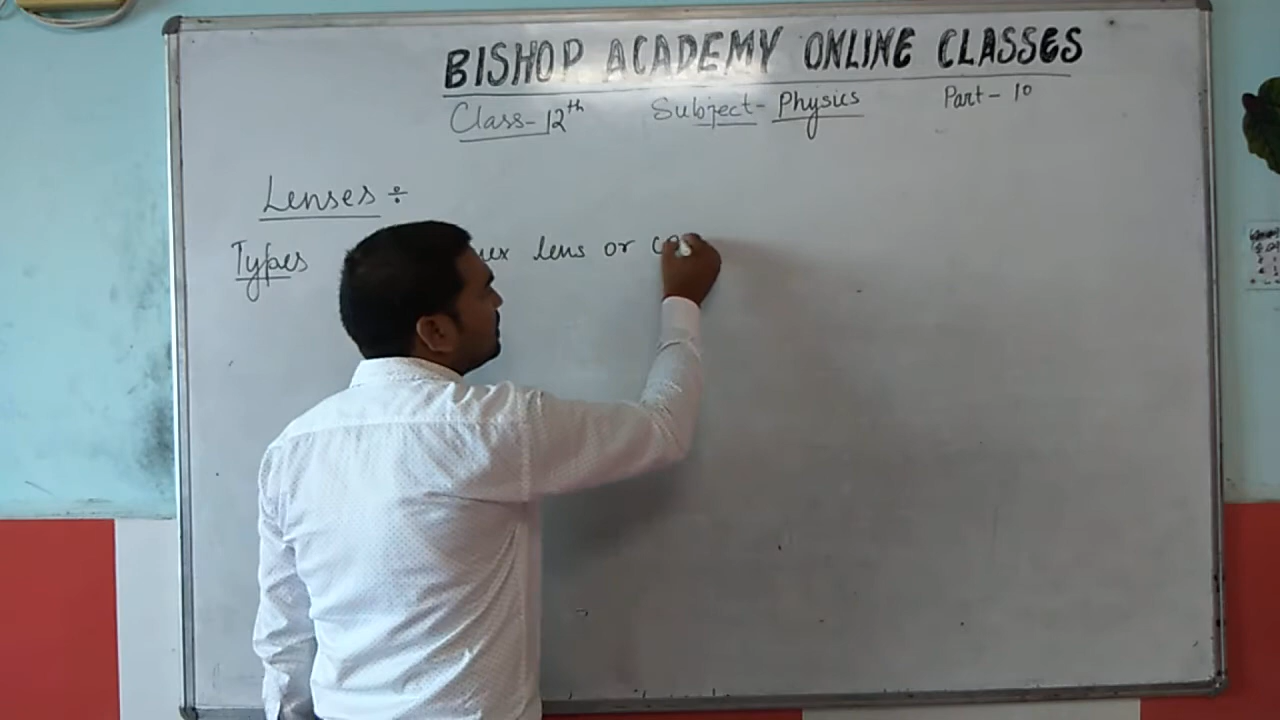 BISHOP ACADEMY ONLINE CLASSES
Class-12th Subject-Physics Part-10
Lenses ÷
Types lens or